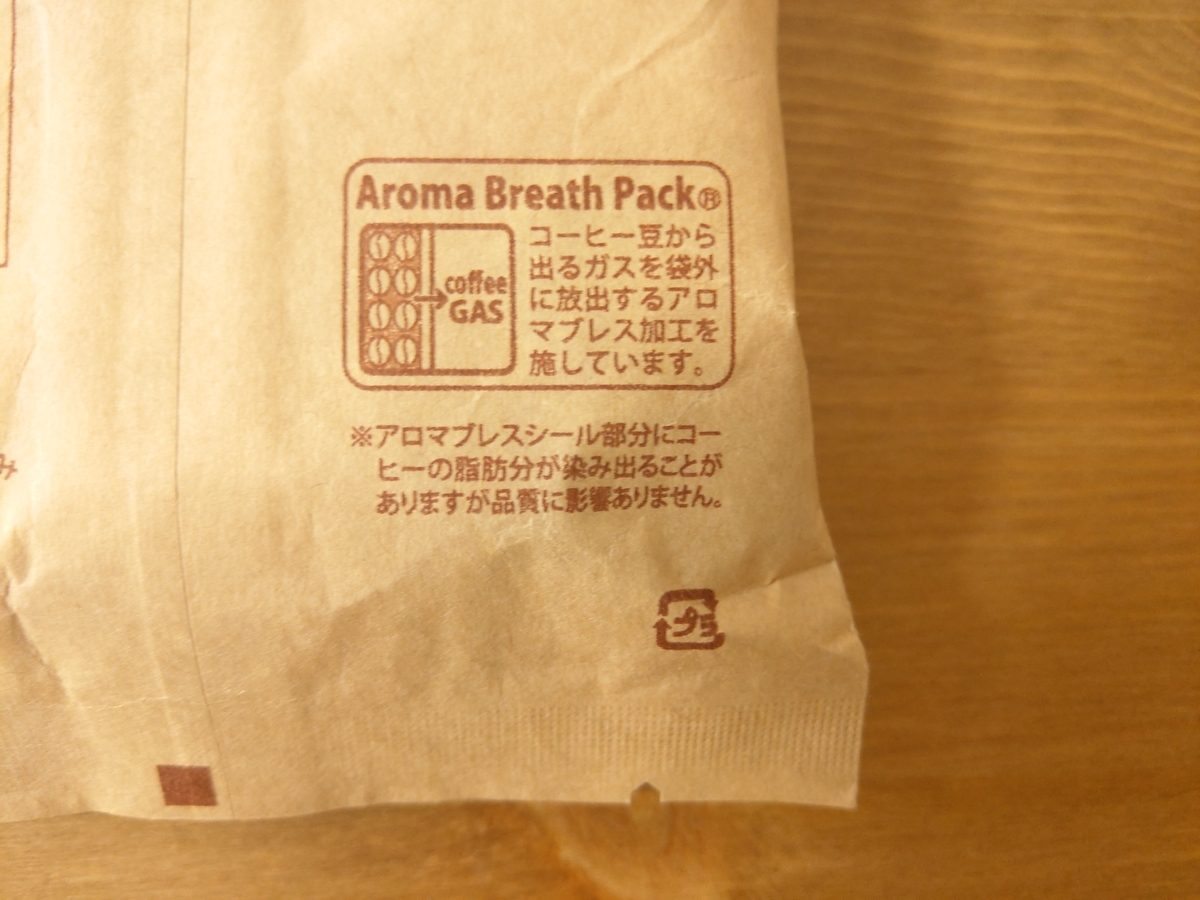 Aroma Breath Pack®
coffee
GAS
コーヒー豆から
出るガスを袋外
に放出するアロ
マブレス加工を
施しています。
※アロマブレスシール部分にコー
ヒーの脂肪分が染み出ることが
ありますが品質に影響ありません。
み
プラ